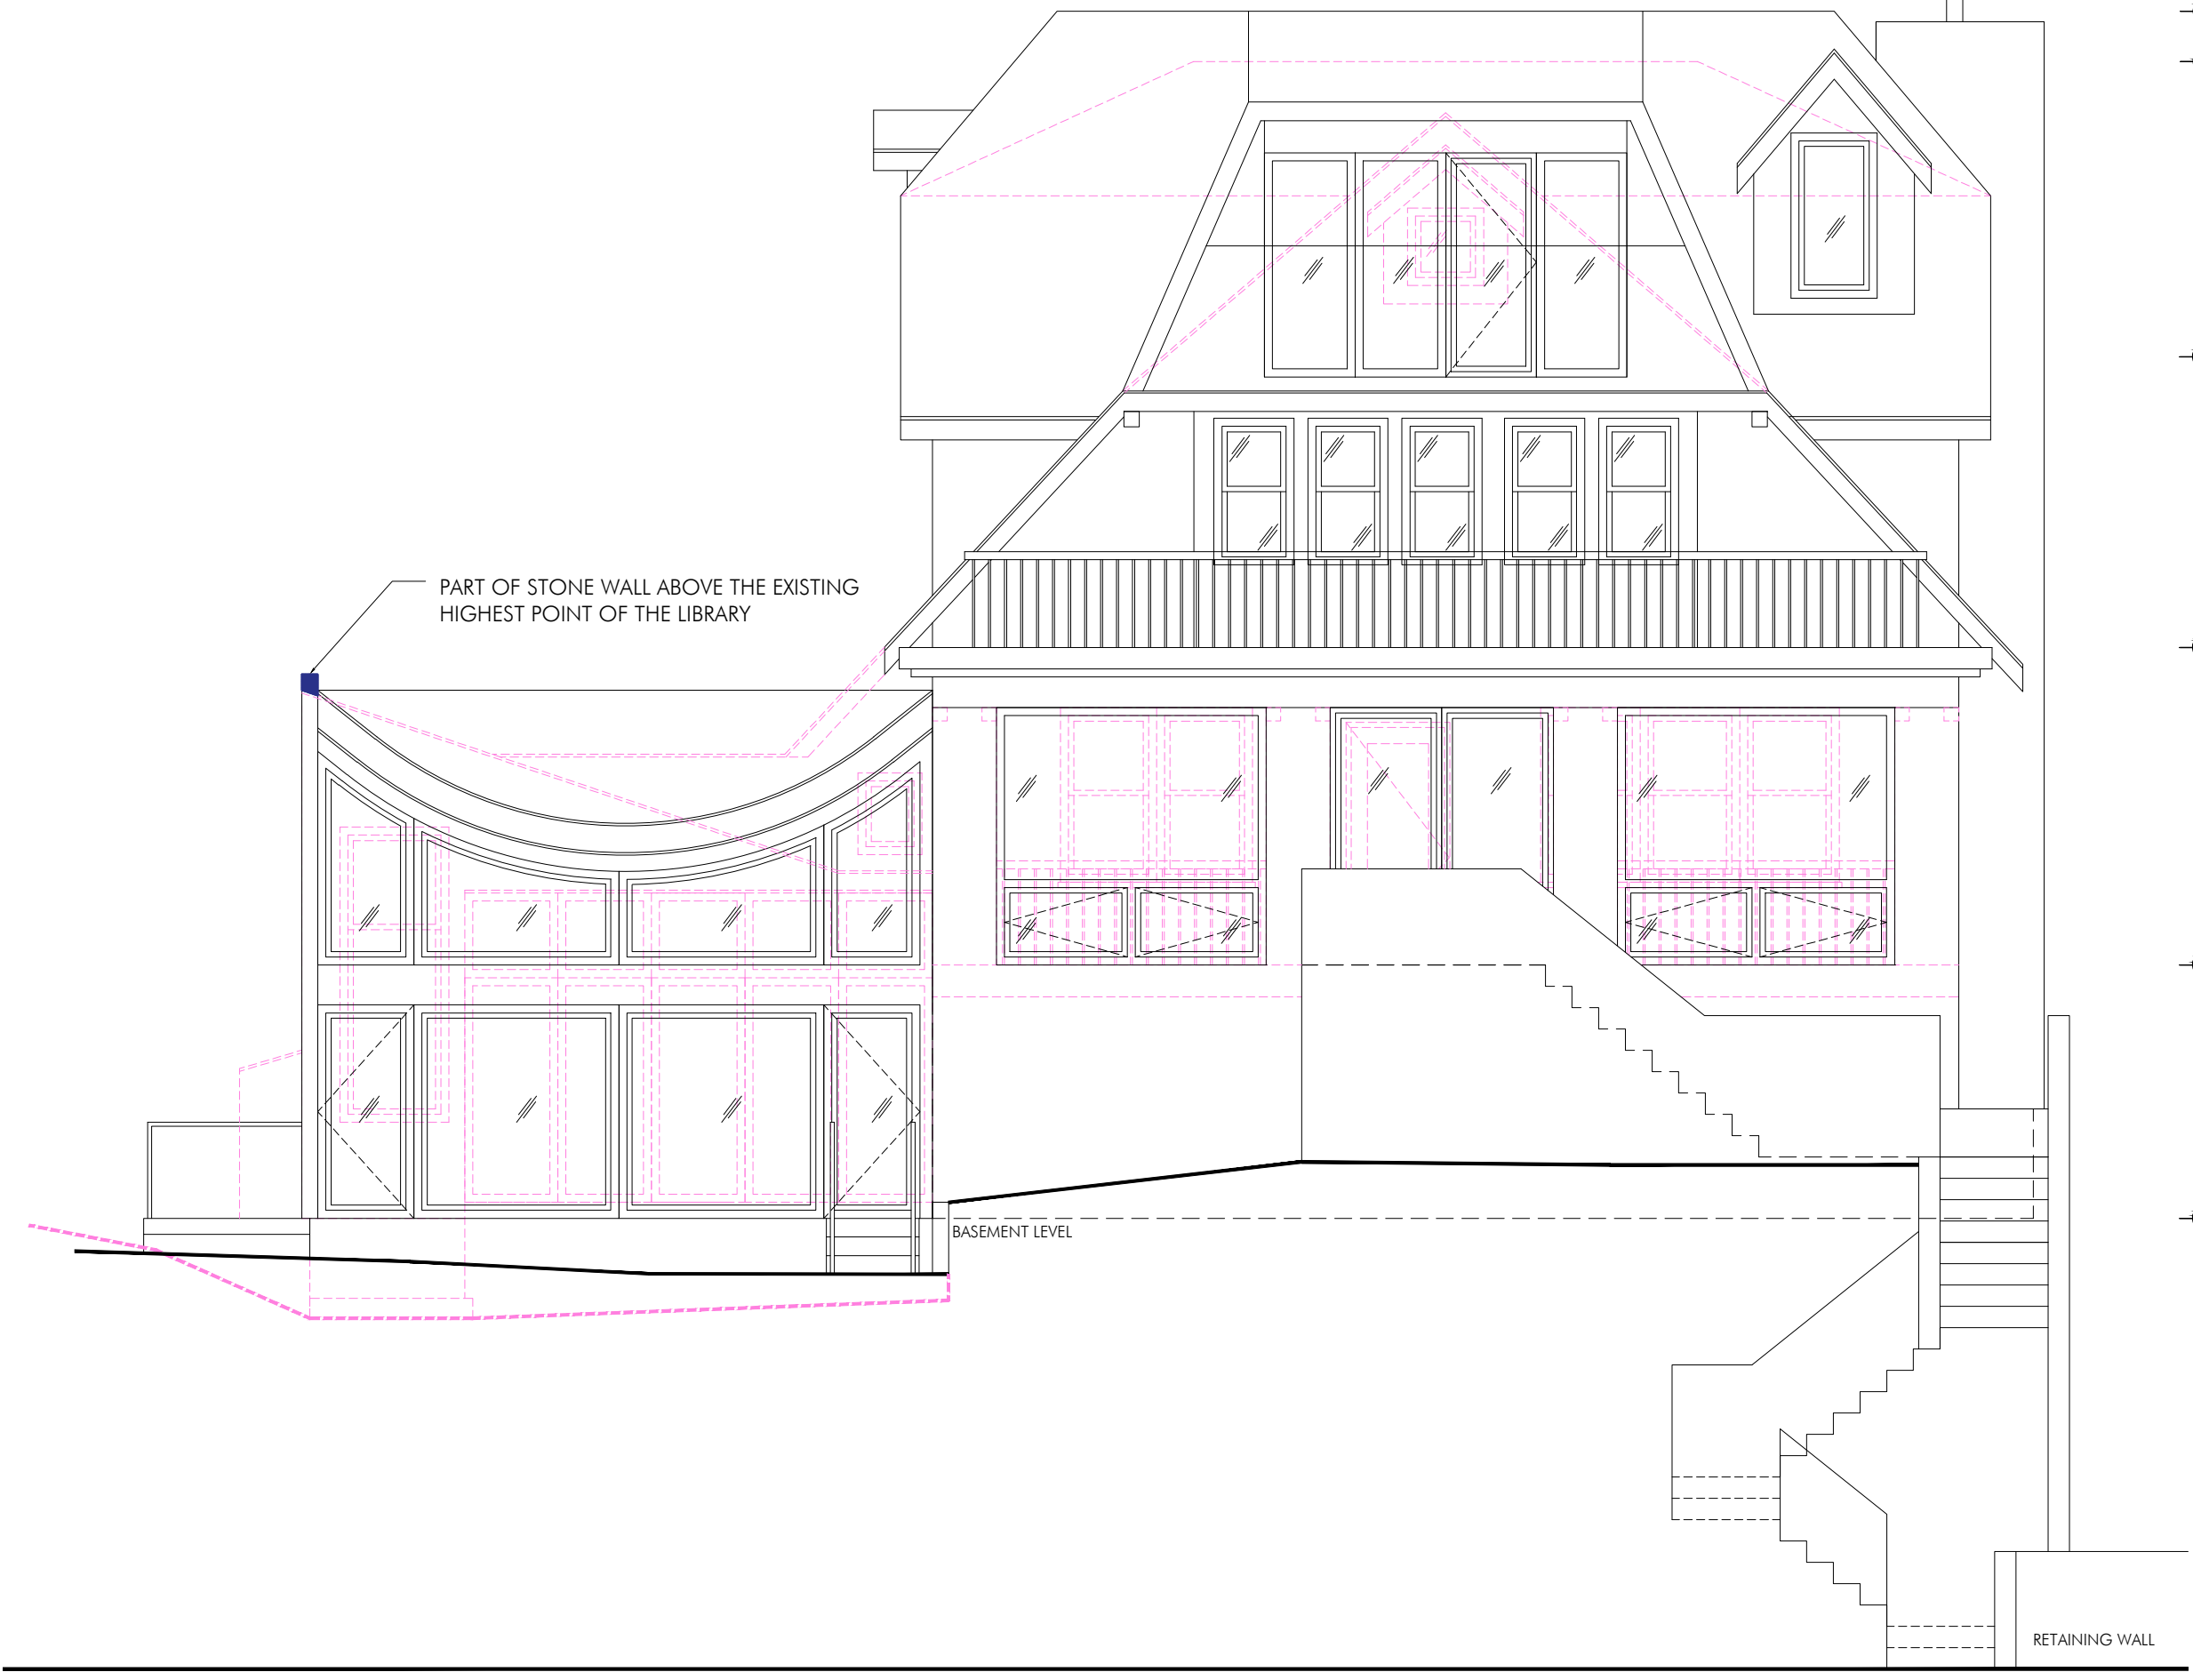 PART OF STONE WALL ABOVE THE EXISTING
HIGHEST POINT OF THE LIBRARY
BASEMENT LEVEL
RETAINING WALL